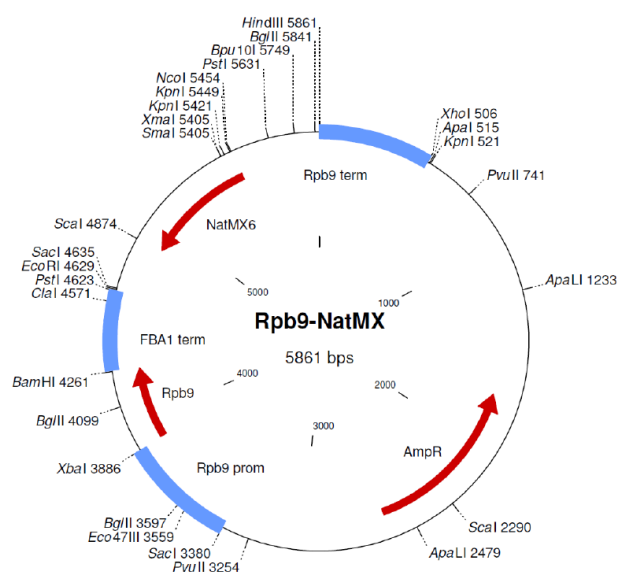 HindIII 5861
BglII 5841
Bpu10I 5749
PstI 5631
NcoI 5454
KpnI 5449
KpnI 5421
XmaI 5405
SmaI 5405
XhoI 506
ApaI 515
KpnI 521
PvuII 741
ApaLI 1233
ScaI 2290
ApaLI 2479
PvuII 3254
SacI 3380
Eco47III 3559
BglII 3597
XbaI 3886
BglII 4099
BamHI 4261
ClaI 4571
PstI 4623
EcoRI 4629
SacI 4635
ScaI 4874
Rpb9 term
NatMX6
FBA1 term
Rpb9
Rpb9 prom
AmpR
1000
2000
3000
4000
5000
Rpb9-NatMX
5861 bps